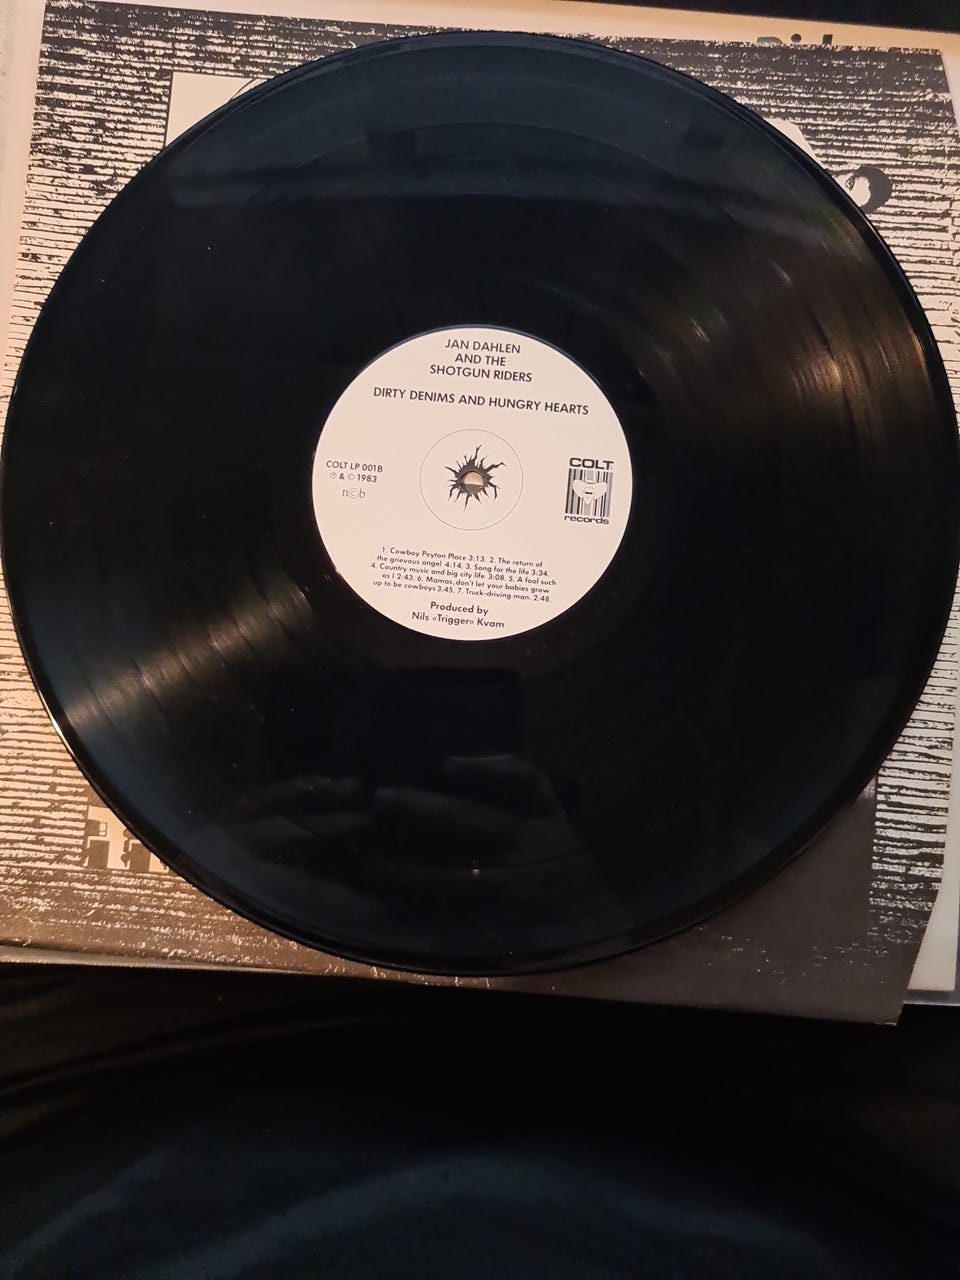 JAN DAHLEN
AND THE
SHOTGUN RIDERS
DIRTY DENIMS AND HUNGRY HEARTS
COLT LP 001B
℗ & © 1983
n©b
COLT
records
1. Cowboy Peyton Place 3:13. 2. The return of
the grievous angel 4:14. 3. Song for the life 3:34.
4. Country music and big city life 3:08. 5. A fool such
as I 2:43. 6. Mamas, don't let your babies grow
up to be cowboys 3:45. 7. Truck-driving man. 2:48.
Produced by
Nils «Trigger» Kvam